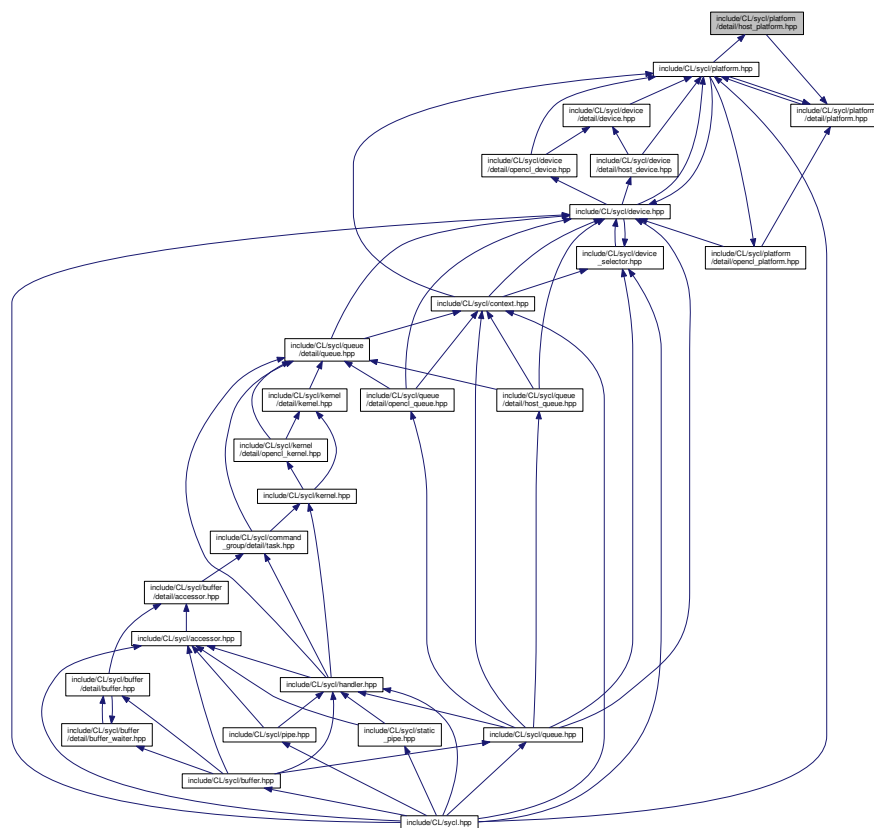 include/CL/sycl/platform
/detail/host_platform.hpp
include/CL/sycl/platform.hpp
include/CL/sycl/device
/detail/device.hpp
include/CL/sycl/platform
/detail/platform.hpp
include/CL/sycl/device
/detail/opencl_device.hpp
include/CL/sycl/device
/detail/host_device.hpp
include/CL/sycl/device.hpp
include/CL/sycl/device
_selector.hpp
include/CL/sycl/platform
/detail/opencl_platform.hpp
include/CL/sycl/context.hpp
include/CL/sycl/queue
/detail/queue.hpp
include/CL/sycl/kernel
/detail/kernel.hpp
include/CL/sycl/queue
/detail/opencl_queue.hpp
include/CL/sycl/queue
/detail/host_queue.hpp
include/CL/sycl/kernel
/detail/opencl_kernel.hpp
include/CL/sycl/kernel.hpp
include/CL/sycl/command
_group/detail/task.hpp
include/CL/sycl/buffer
/detail/accessor.hpp
include/CL/sycl/accessor.hpp
include/CL/sycl/buffer
/detail/buffer.hpp
include/CL/sycl/handler.hpp
include/CL/sycl/buffer
/detail/buffer_waiter.hpp
include/CL/sycl/pipe.hpp
include/CL/sycl/static
_pipe.hpp
include/CL/sycl/queue.hpp
include/CL/sycl/buffer.hpp
include/CL/sycl.hpp